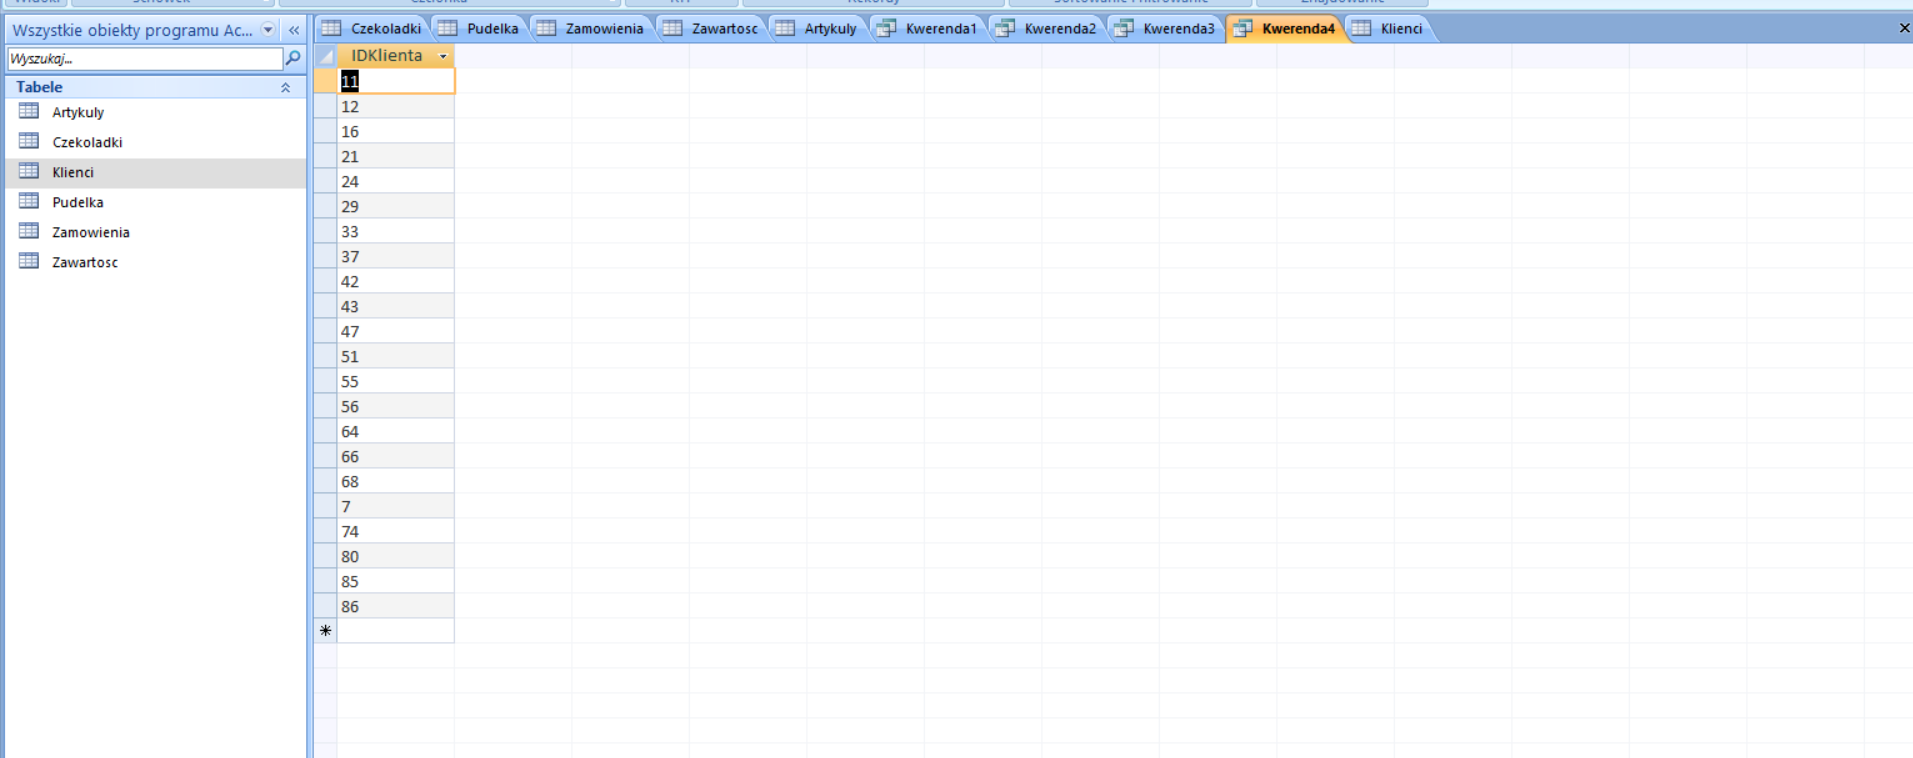 Wszystkie obiekty programu Ac...
Wyszukaj...
Tabele
Artykuly
Czekoladki
Klienci
Pudelka
Zamowienia
Zawartosc
Czekoladki Pudelka Zamowienia Zawartosc Artykuly Kwerenda1 Kwerenda2 Kwerenda3 Kwerenda4 Klienci
IDKlienta
11
12
16
21
24
29
33
37
42
43
47
51
55
56
64
66
68
7
74
80
85
86